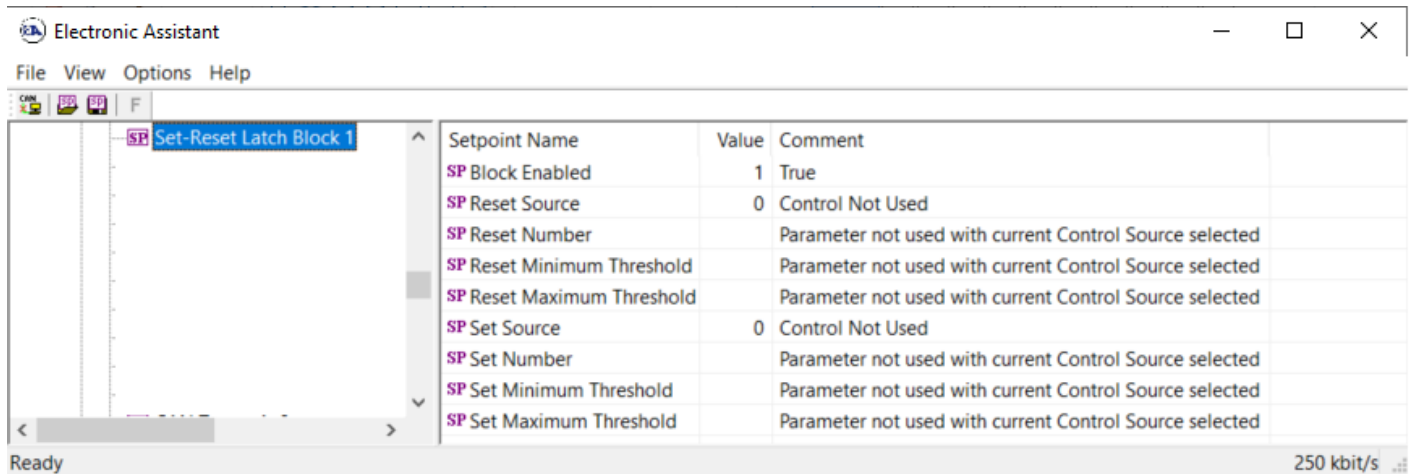 Electronic Assistant
File View Options Help
CAN SP SP F
SP Set-Reset Latch Block 1
Setpoint Name Value Comment
SP Block Enabled 1 True
SP Reset Source 0 Control Not Used
SP Reset Number Parameter not used with current Control Source selected
SP Reset Minimum Threshold Parameter not used with current Control Source selected
SP Reset Maximum Threshold Parameter not used with current Control Source selected
SP Set Source 0 Control Not Used
SP Set Number Parameter not used with current Control Source selected
SP Set Minimum Threshold Parameter not used with current Control Source selected
SP Set Maximum Threshold Parameter not used with current Control Source selected
Ready 250 kbit/s